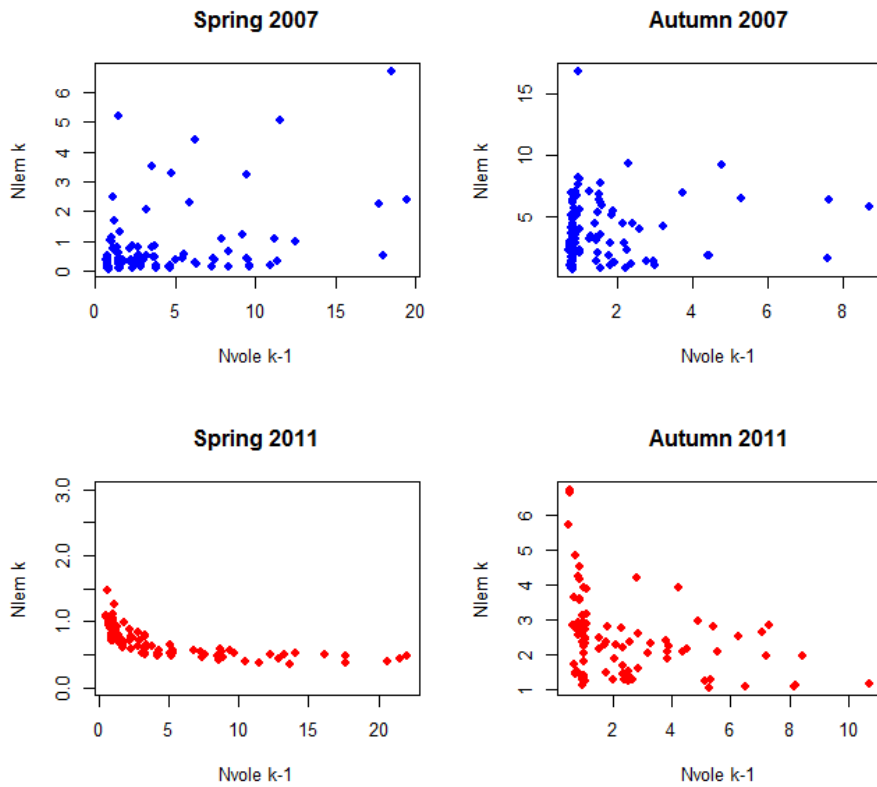 Spring 2007
Nlem k
0 1 2 3 4 5 6
0 5 10 15 20
Nvole k-1
Autumn 2007
Nlem k
5 10 15
2 4 6 8
Nvole k-1
Spring 2011
Nlem k
0.0 1.0 2.0 3.0
0 5 10 15 20
Nvole k-1
Autumn 2011
Nlem k
1 2 3 4 5 6
2 4 6 8 10
Nvole k-1